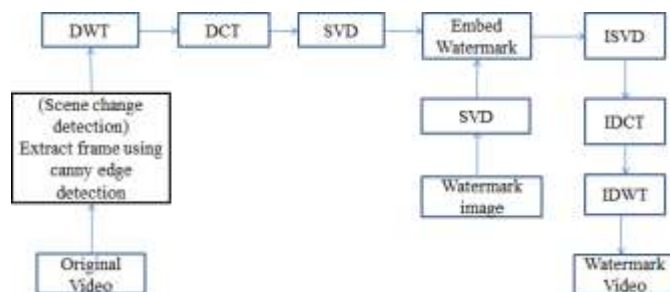 DWT
DCT
SVD
Embed
Watermark
ISVD
(Scene change
detection)
Extract frame using
canny edge
detection
SVD
IDCT
Watermark
image
IDWT
Original
Video
Watermark
Video